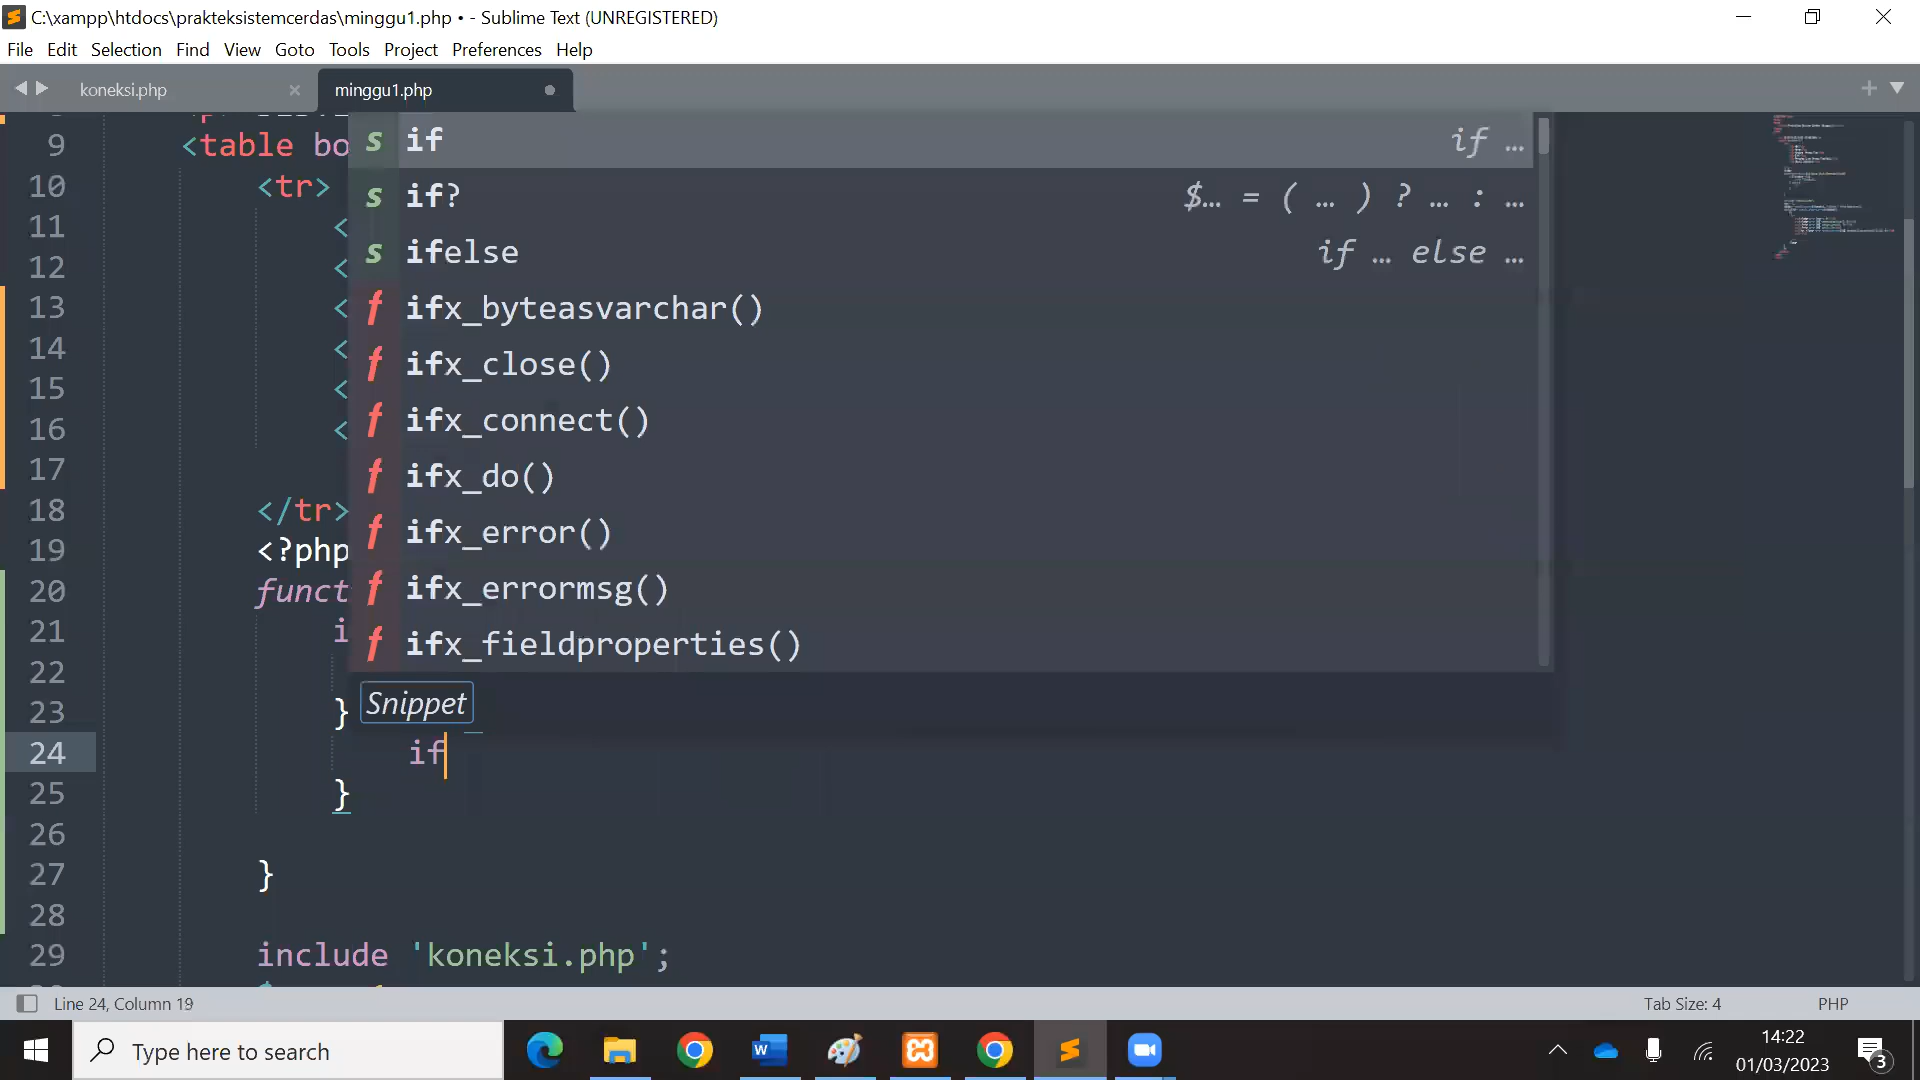 C:\xampp\htdocs\prakteksistemcerdas\minggu1.php • - Sublime Text (UNREGISTERED)
File Edit Selection Find View Goto Tools Project Preferences Help
koneksi.php × minggu1.php
9 <table bo
10 <tr>
11 <
12 <
13 <
14 <
15 <
16 <
17
18 </tr>
19 <?php
20 funct
21 i
22
23 }
24 if
25 }
26
27 }
28
29 include 'koneksi.php';
s if if …
s if? $… = ( … ) ? … : …
s ifelse if … else …
f ifx_byteasvarchar()
f ifx_close()
f ifx_connect()
f ifx_do()
f ifx_error()
f ifx_errormsg()
f ifx_fieldproperties()
Snippet
Line 24, Column 19 Tab Size: 4 PHP
Type here to search
14:22
01/03/2023
3